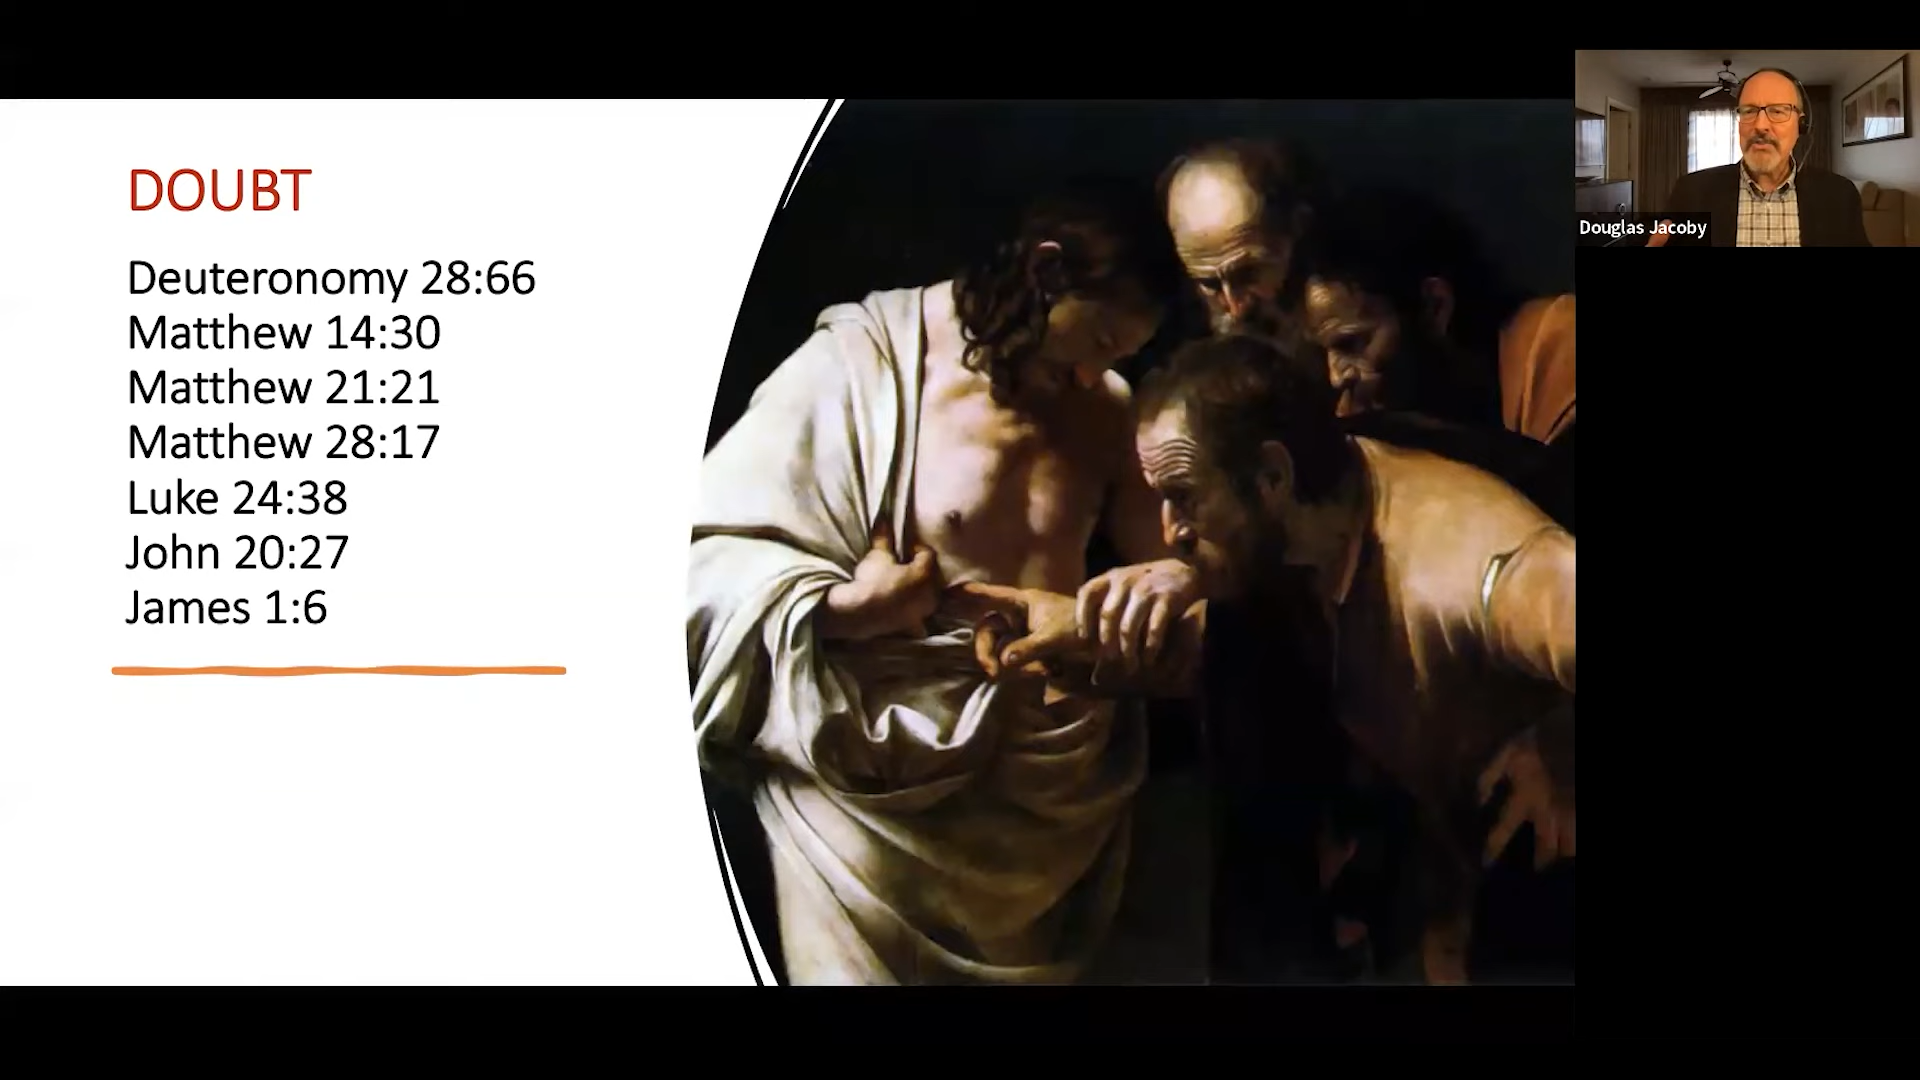 DOUBT
Deuteronomy 28:66
Matthew 14:30
Matthew 21:21
Matthew 28:17
Luke 24:38
John 20:27
James 1:6
Douglas Jacoby